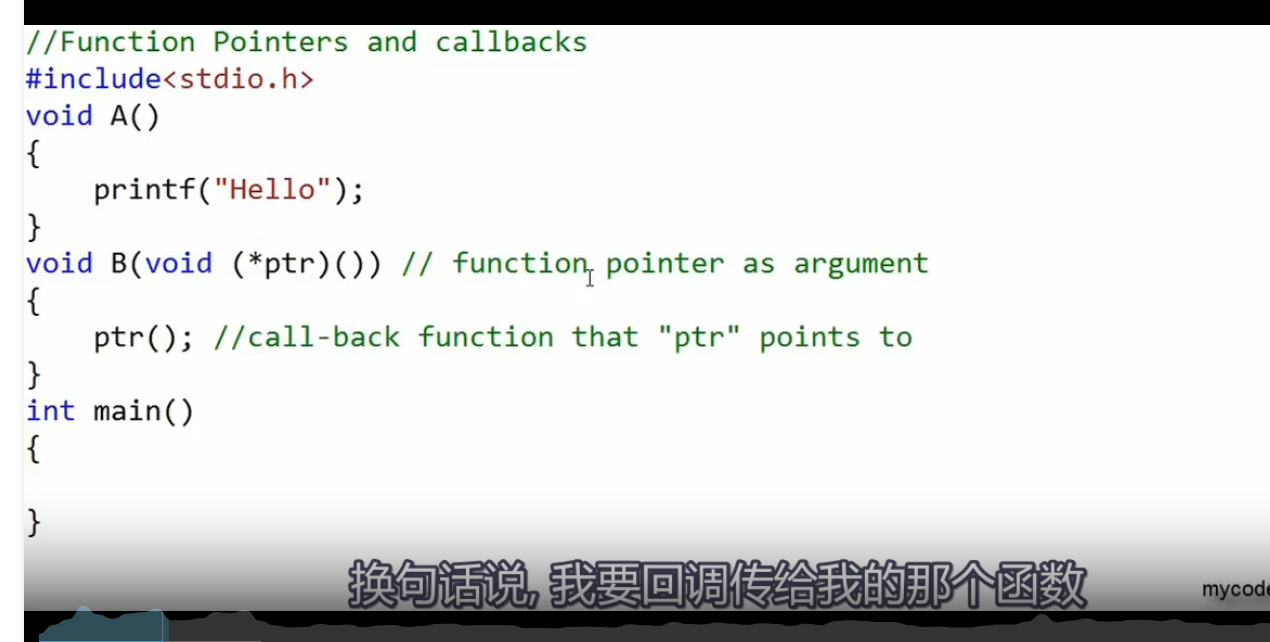 //Function Pointers and callbacks
#include<stdio.h>
void A()
{
    printf("Hello");
}
void B(void (*ptr)()) // function pointer as argument
{
    ptr(); //call-back function that "ptr" points to
}
int main()
{
}
换句话说, 我要回调传给我的那个函数
mycode